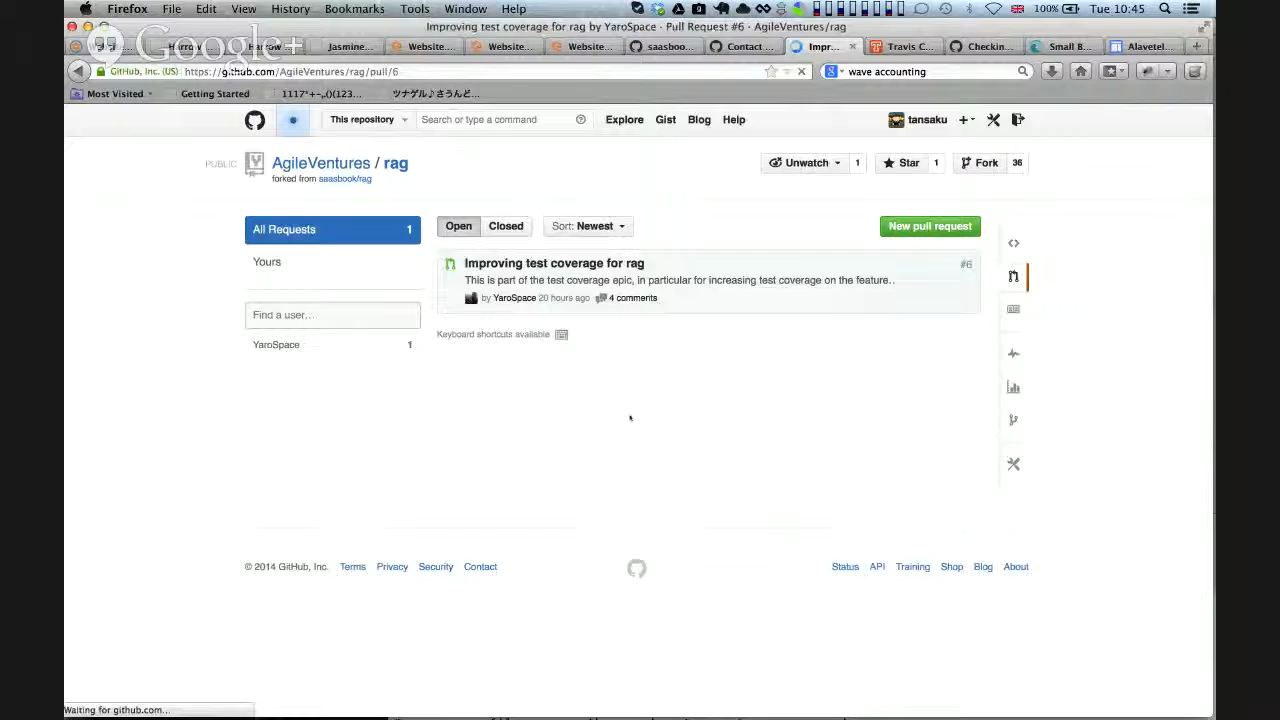 Firefox File Edit View History Bookmarks Tools Window Help 100% Tue 10:45
Google+
Improving test coverage for rag by YaroSpace · Pull Request #6 · AgileVentures/rag
Harrow Jasmine... Website... Website... Website... saasboo... Contact ... Impr... Travis C... Checkin... Small B... Alavetel...
GitHub, Inc. (US) https://github.com/AgileVentures/rag/pull/6 wave accounting
Most Visited Getting Started 1117*+-,.()(123... ツナゲル♪さうんど...
This repository Search or type a command Explore Gist Blog Help tansaku
PUBLIC AgileVentures / rag Unwatch 1 Star 1 Fork 36
forked from saasbook/rag
All Requests 1 Open Closed Sort: Newest New pull request
Yours
Improving test coverage for rag #6
This is part of the test coverage epic, in particular for increasing test coverage on the feature..
by YaroSpace 20 hours ago 4 comments
Find a user...
Keyboard shortcuts available
YaroSpace 1
© 2014 GitHub, Inc. Terms Privacy Security Contact Status API Training Shop Blog About
Waiting for github.com...